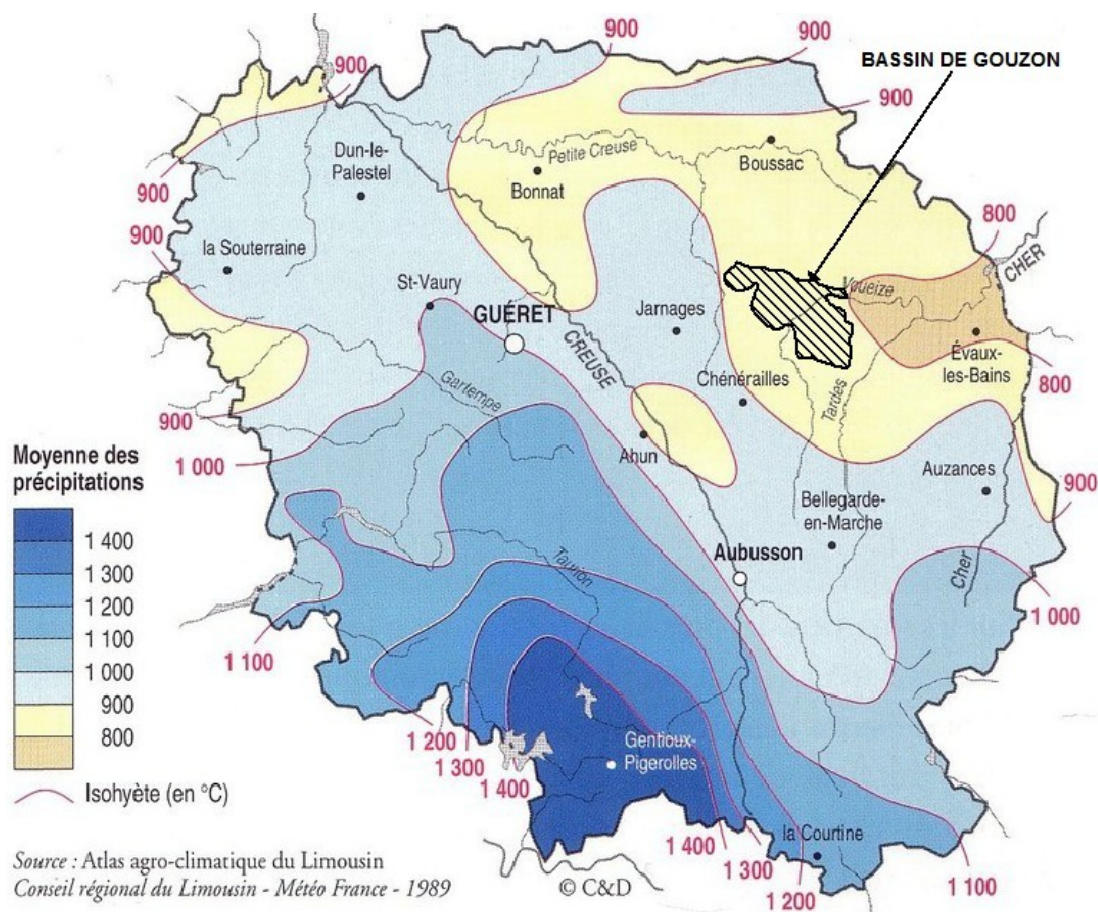 900
900
BASSIN DE GOUZON
900
900
Dun-le-
Palestel
Petite Creuse
Bonnat
Boussac
900
900
800
CHER
la Souterraine
St-Vaury
GUÉRET
CREUSE
Jarnages
Voueize
Évaux-
les-Bains
800
Gartempe
Chénérailles
Tardes
900
1 000
Ahun
Auzances
900
Bellegarde-
en-Marche
Aubusson
Cher
Taurion
1 000
1 100
Moyenne des
précipitations
1 400
1 300
1 200
1 100
1 000
900
800
Isohyète (en °C)
1 200
1 300
1 400
Gentioux-
Pigerolles
la Courtine
1 400
1 300
1 200
1 100
Source : Atlas agro-climatique du Limousin
Conseil régional du Limousin - Météo France - 1989
© C&D